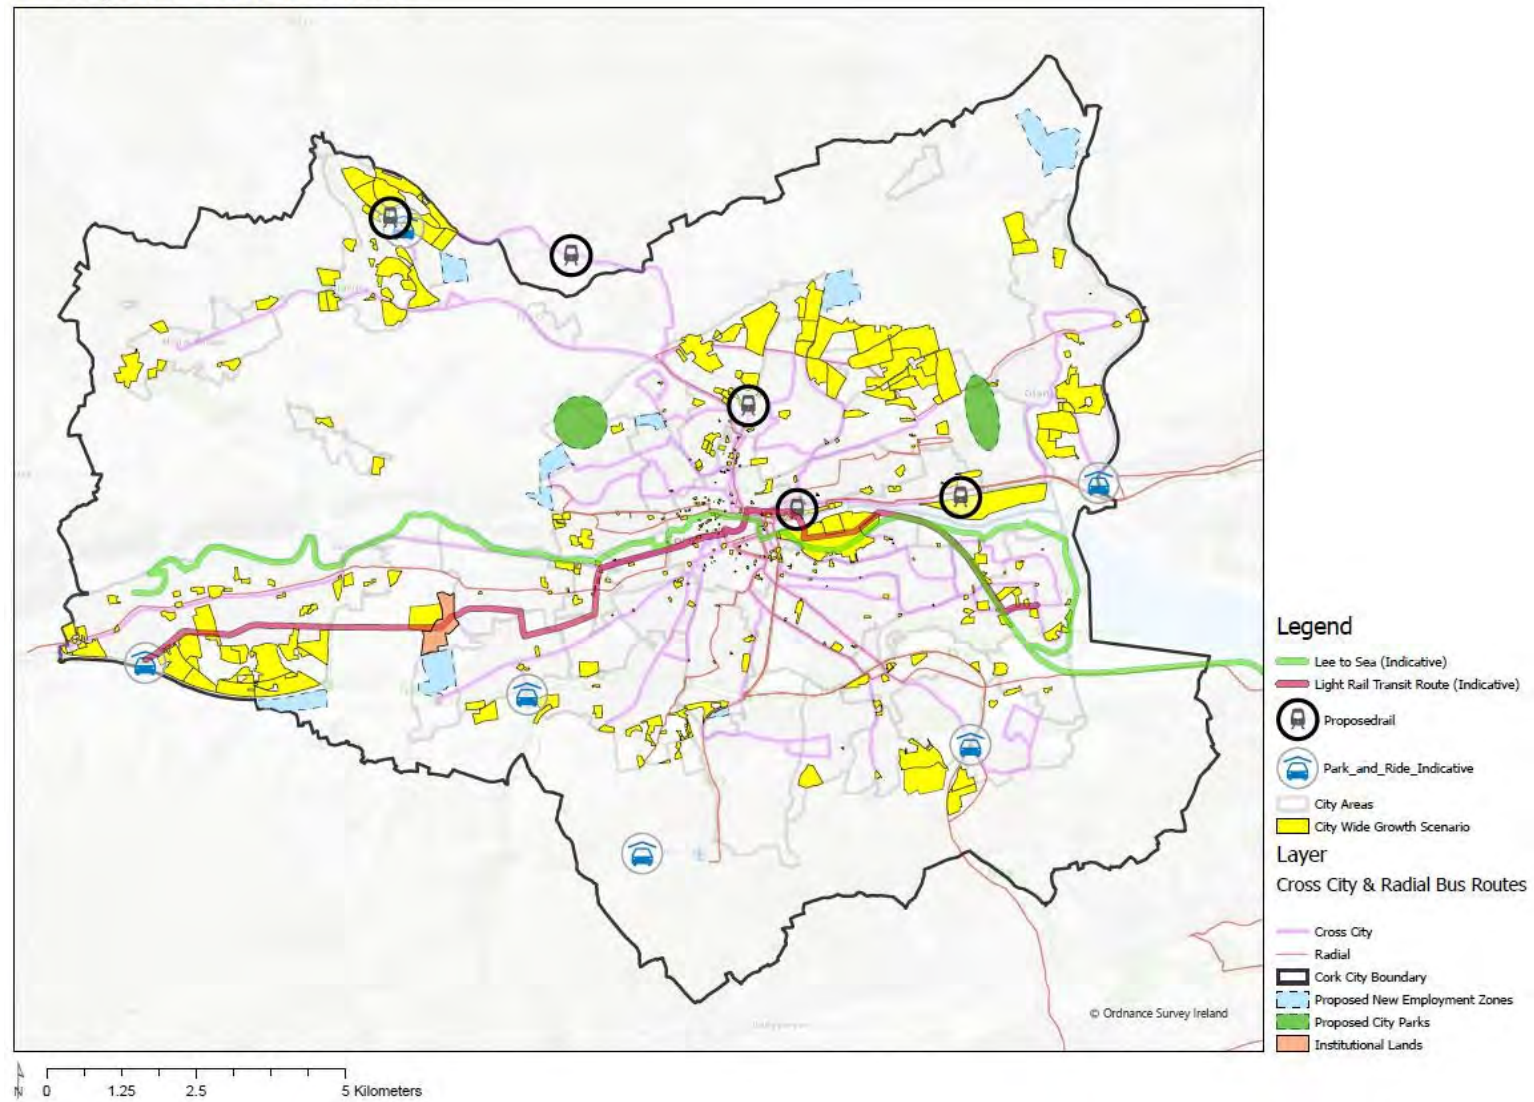 © Ordnance Survey Ireland
N
0
1.25
2.5
5 Kilometers
Legend
Lee to Sea (Indicative)
Light Rail Transit Route (Indicative)
Proposedrail
Park_and_Ride_Indicative
City Areas
City Wide Growth Scenario
Layer
Cross City & Radial Bus Routes
Cross City
Radial
Cork City Boundary
Proposed New Employment Zones
Proposed City Parks
Institutional Lands